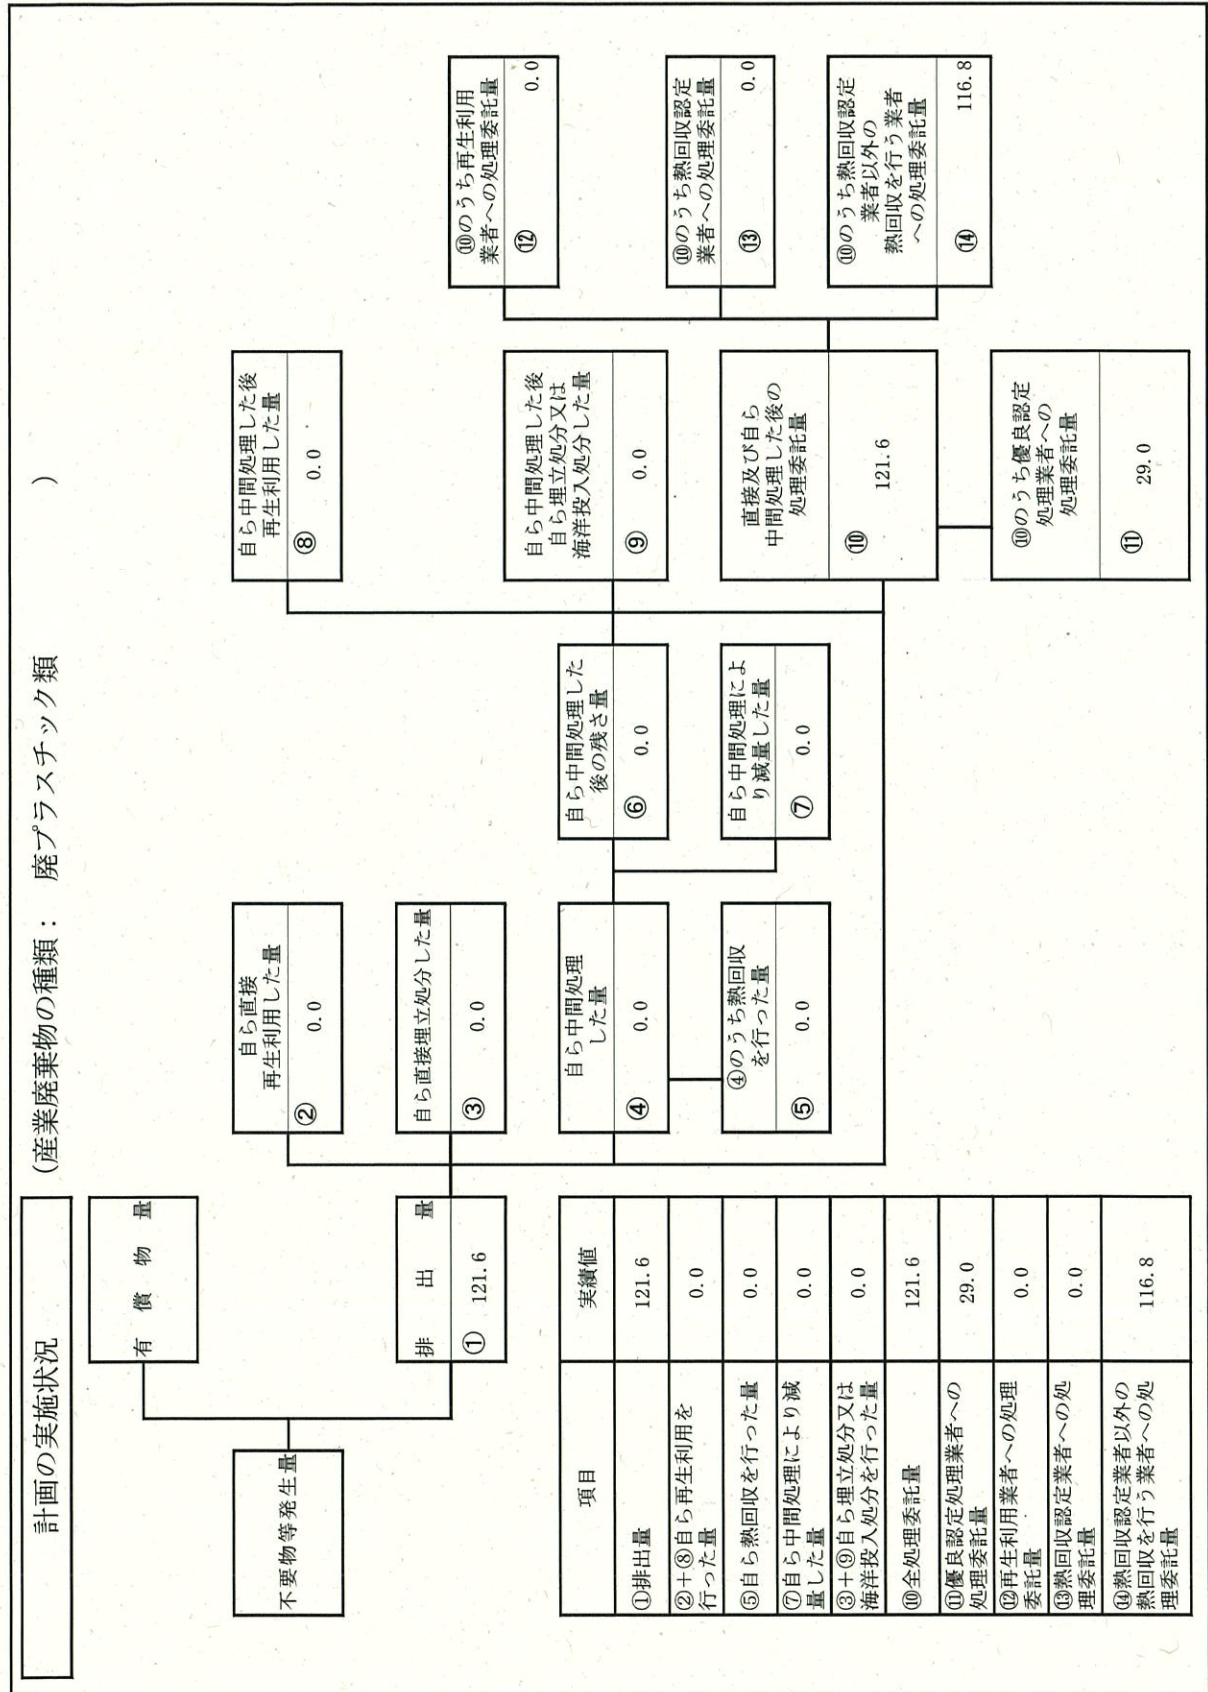 計画の実施状況
（産業廃棄物の種類： 廃プラスチック類 ）
不要物等発生量
有償物量
排出量
① 121.6
自ら直接
再生利用した量
② 0.0
自ら直接埋立処分した量
③ 0.0
自ら中間処理
した量
④ 0.0
④のうち熱回収
を行った量
⑤ 0.0
自ら中間処理した
後の残さ量
⑥ 0.0
自ら中間処理によ
り減量した量
⑦ 0.0
自ら中間処理した後
再生利用した量
⑧ 0.0
自ら中間処理した後
自ら埋立処分又は
海洋投入処分した量
⑨ 0.0
直接及び自ら
中間処理した後の
処理委託量
⑩ 121.6
⑩のうち優良認定
処理業者への
処理委託量
⑪ 29.0
⑩のうち再生利用
業者への処理委託量
⑫ 0.0
⑩のうち熱回収認定
業者への処理委託量
⑬ 0.0
⑩のうち熱回収認定
業者以外の
熱回収を行う業者
への処理委託量
⑭ 116.8
項目 実績値
①排出量 121.6
②+⑧自ら再生利用を
行った量 0.0
⑤自ら熱回収を行った量 0.0
⑦自ら中間処理により減
量した量 0.0
③+⑨自ら埋立処分又は
海洋投入処分を行った量 0.0
⑩全処理委託量 121.6
⑪優良認定処理業者への
処理委託量 29.0
⑫再生利用業者への処理
委託量 0.0
⑬熱回収認定業者への処
理委託量 0.0
⑭熱回収認定業者以外の
熱回収を行う業者への処
理委託量 116.8